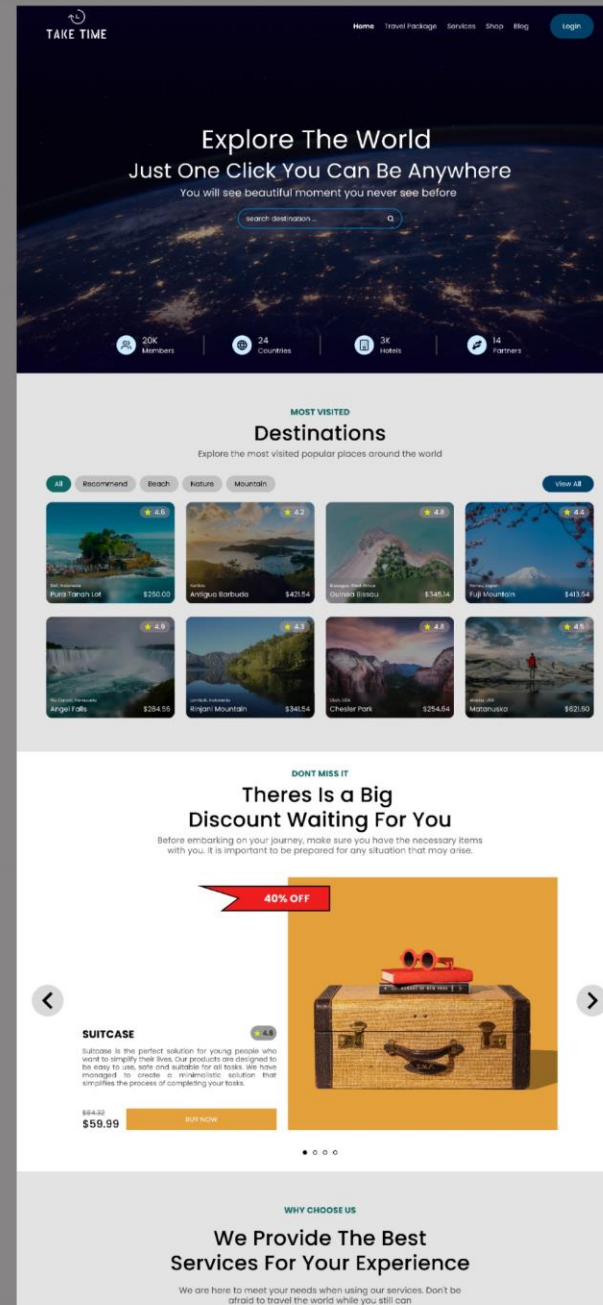 TAKE TIME
Home Travel Package Services Shop Blog Login
Explore The World
Just One Click You Can Be Anywhere
You will see beautiful moment you never see before
search destination ...
20K
Members
24
Countries
3K
Hotels
14
Partners
MOST VISITED
Destinations
Explore the most visited popular places around the world
All Recommend Beach Nature Mountain View All
4.6
Bali, Indonesia
Pura Tanah Lot $250.00
4.2
Antigua Barbuda $421.54
4.8
Guinea Bissau $345.14
4.4
Fuji Mountain $413.54
4.9
Angel Falls $284.55
4.3
Lombok, Indonesia
Rinjani Mountain $341.54
4.8
Utah, USA
Chesler Park $254.54
4.5
Alaska, USA
Matanuska $621.50
DONT MISS IT
Theres Is a Big
Discount Waiting For You
Before embarking on your journey, make sure you have the necessary items
with you. It is important to be prepared for any situation that may arise.
40% OFF
SUITCASE 4.8
Suitcase is the perfect solution for young people who
want to simplify their lives. Our products are designed to
be easy to use, safe and suitable for all tasks. We have
managed to create a minimalistic solution that
simplifies the process of completing your tasks.
$84.32
$59.99
BUY NOW
WHY CHOOSE US
We Provide The Best
Services For Your Experience
We are here to meet your needs when using our services. Don't be
afraid to travel the world while you still can